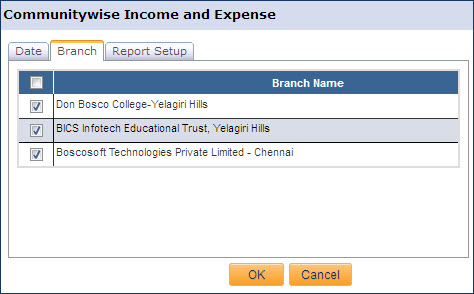 Communitywise Income and Expense
Date Branch Report Setup
Branch Name
Don Bosco College-Yelagiri Hills
BICS Infotech Educational Trust, Yelagiri Hills
Boscosoft Technologies Private Limited - Chennai
OK Cancel